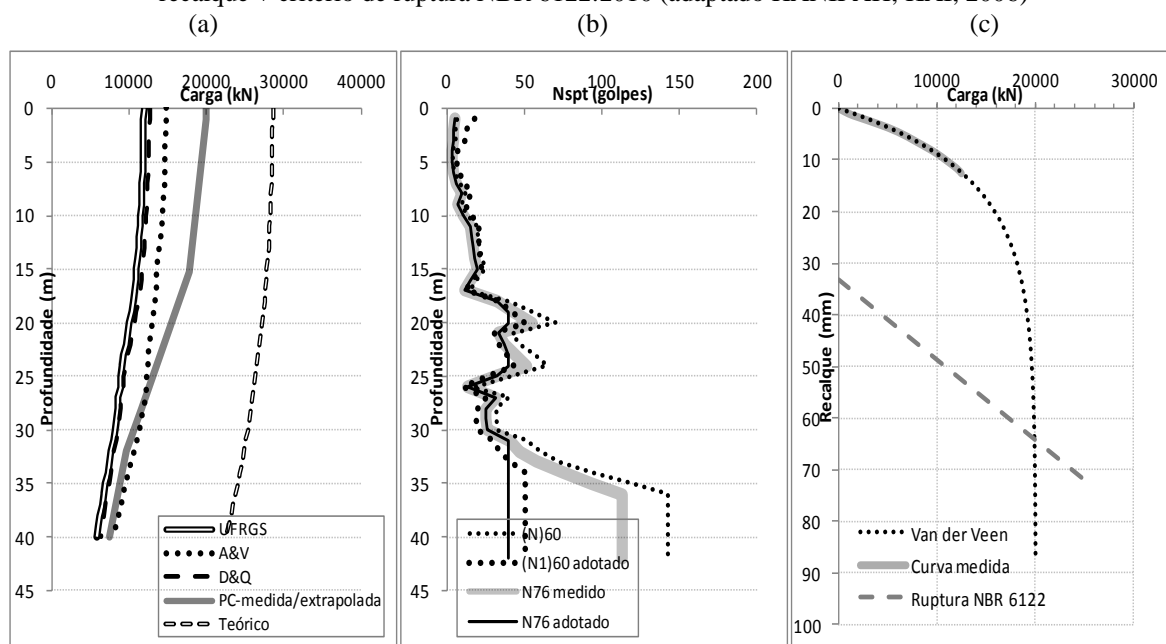 recalque v critério de ruptura NBR 6122:2010 (adaptado
(a) (b) (c)
0 10000 20000 30000 40000
Carga (kN)
0
5
10
15
20
25
30
35
40
45
Profundidade (m)
UFRGS
A&V
D&Q
PC-medida/extrapolada
Teórico
0 50 100 150 200
Nspt (golpes)
0
5
10
15
20
25
30
35
40
45
Profundidade (m)
(N)60
(N1)60 adotado
N76 medido
N76 adotado
0 10000 20000 30000
Carga (kN)
0
10
20
30
40
50
60
70
80
90
100
Recalque (mm)
Van der Veen
Curva medida
Ruptura NBR 6122